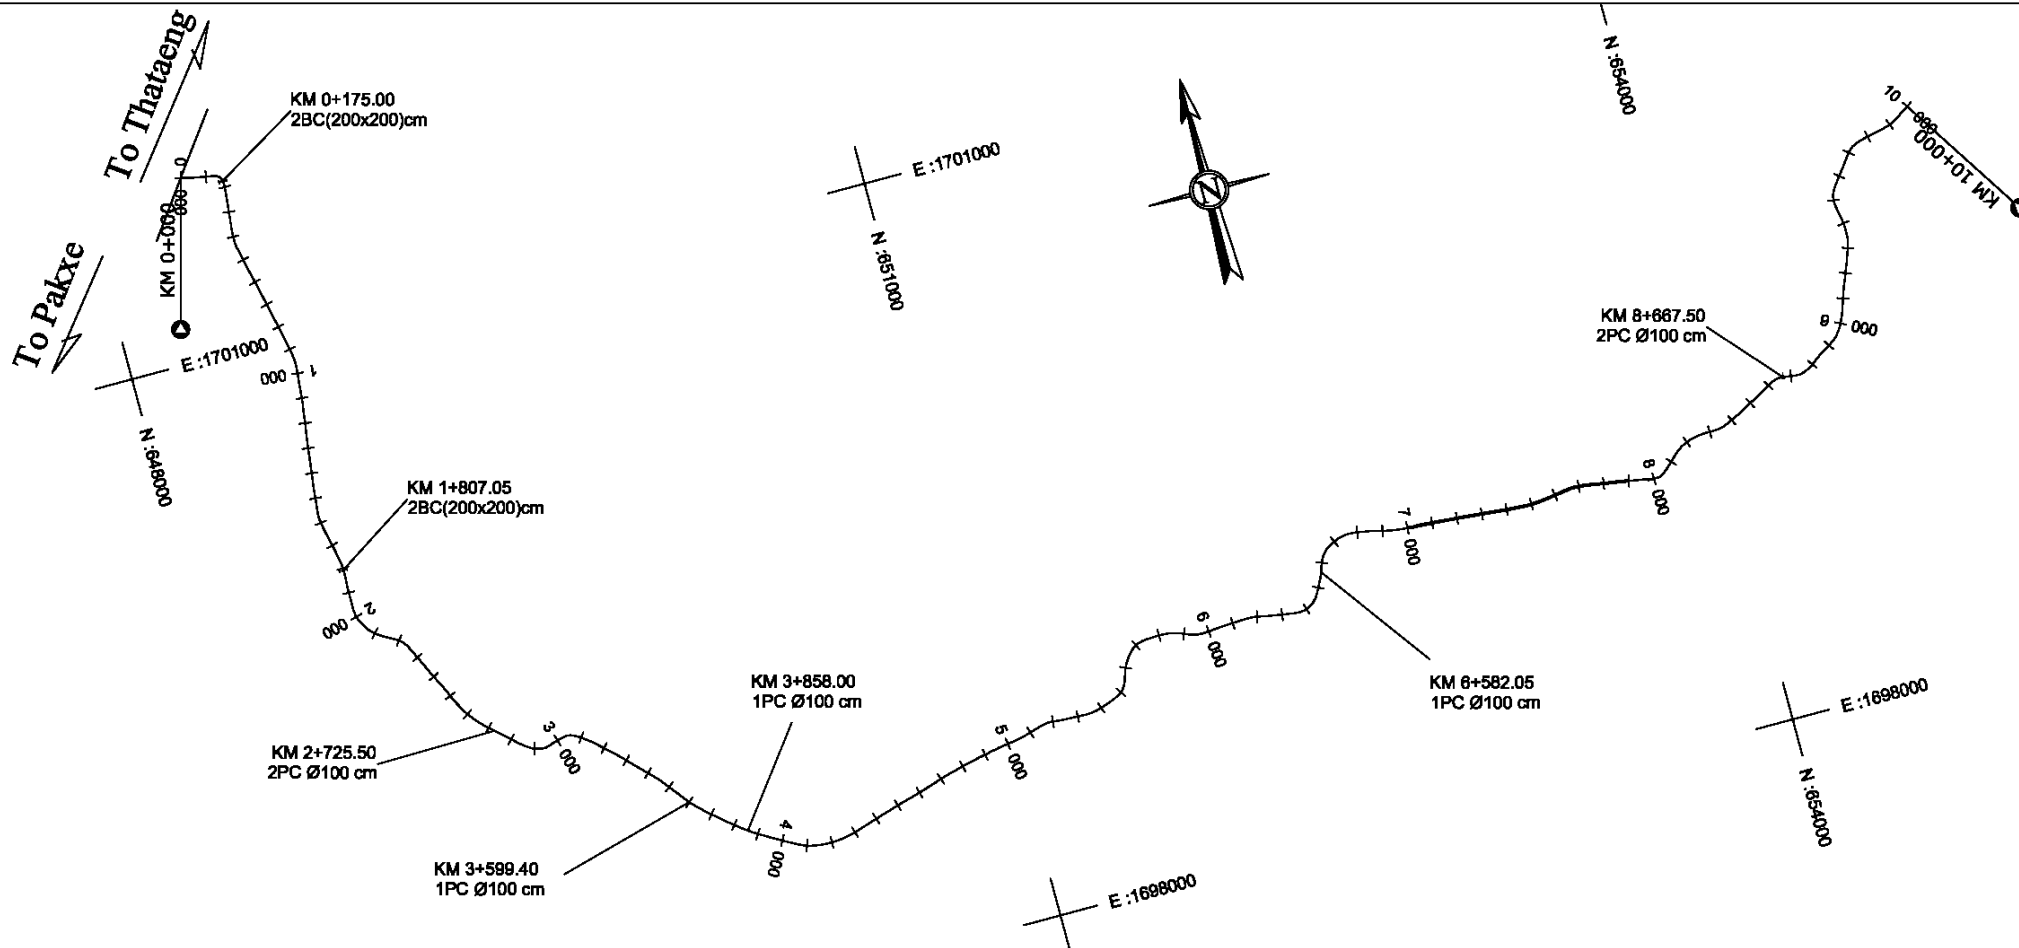 To Thataeng
To Pakxe
KM 0+000
0
000
KM 0+175.00
2BC(200x200)cm
E :1701000
N :648000
1
000
KM 1+807.05
2BC(200x200)cm
2
000
KM 2+725.50
2PC Ø100 cm
3
000
KM 3+599.40
1PC Ø100 cm
KM 3+858.00
1PC Ø100 cm
4
000
E :1701000
N :651000
N
5
000
E :1698000
6
000
KM 6+582.05
1PC Ø100 cm
7
000
8
000
KM 8+667.50
2PC Ø100 cm
9
000
N :654000
10
000
KM 10+000
E :1698000
N :654000